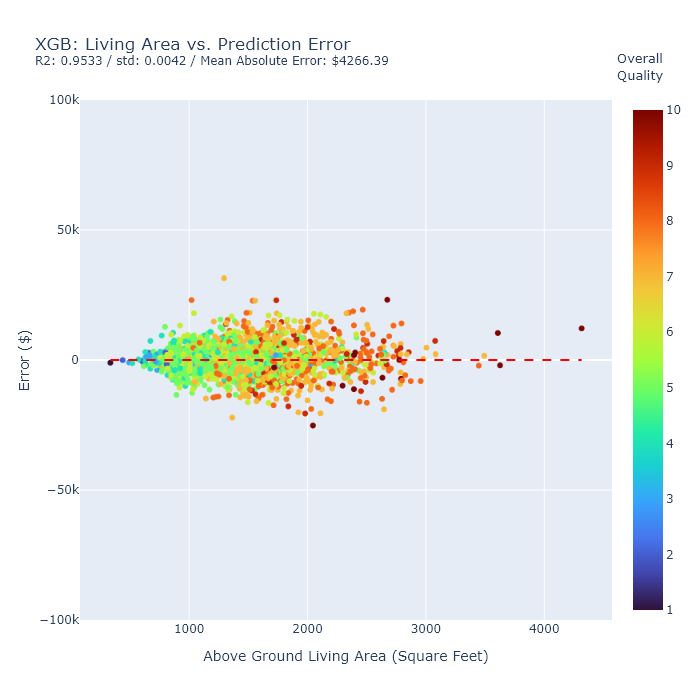 XGB: Living Area vs. Prediction Error
R2: 0.9533 / std: 0.0042 / Mean Absolute Error: $4266.39
Overall
Quality
100k
50k
0
−50k
−100k
Error ($)
1000
2000
3000
4000
Above Ground Living Area (Square Feet)
10
9
8
7
6
5
4
3
2
1